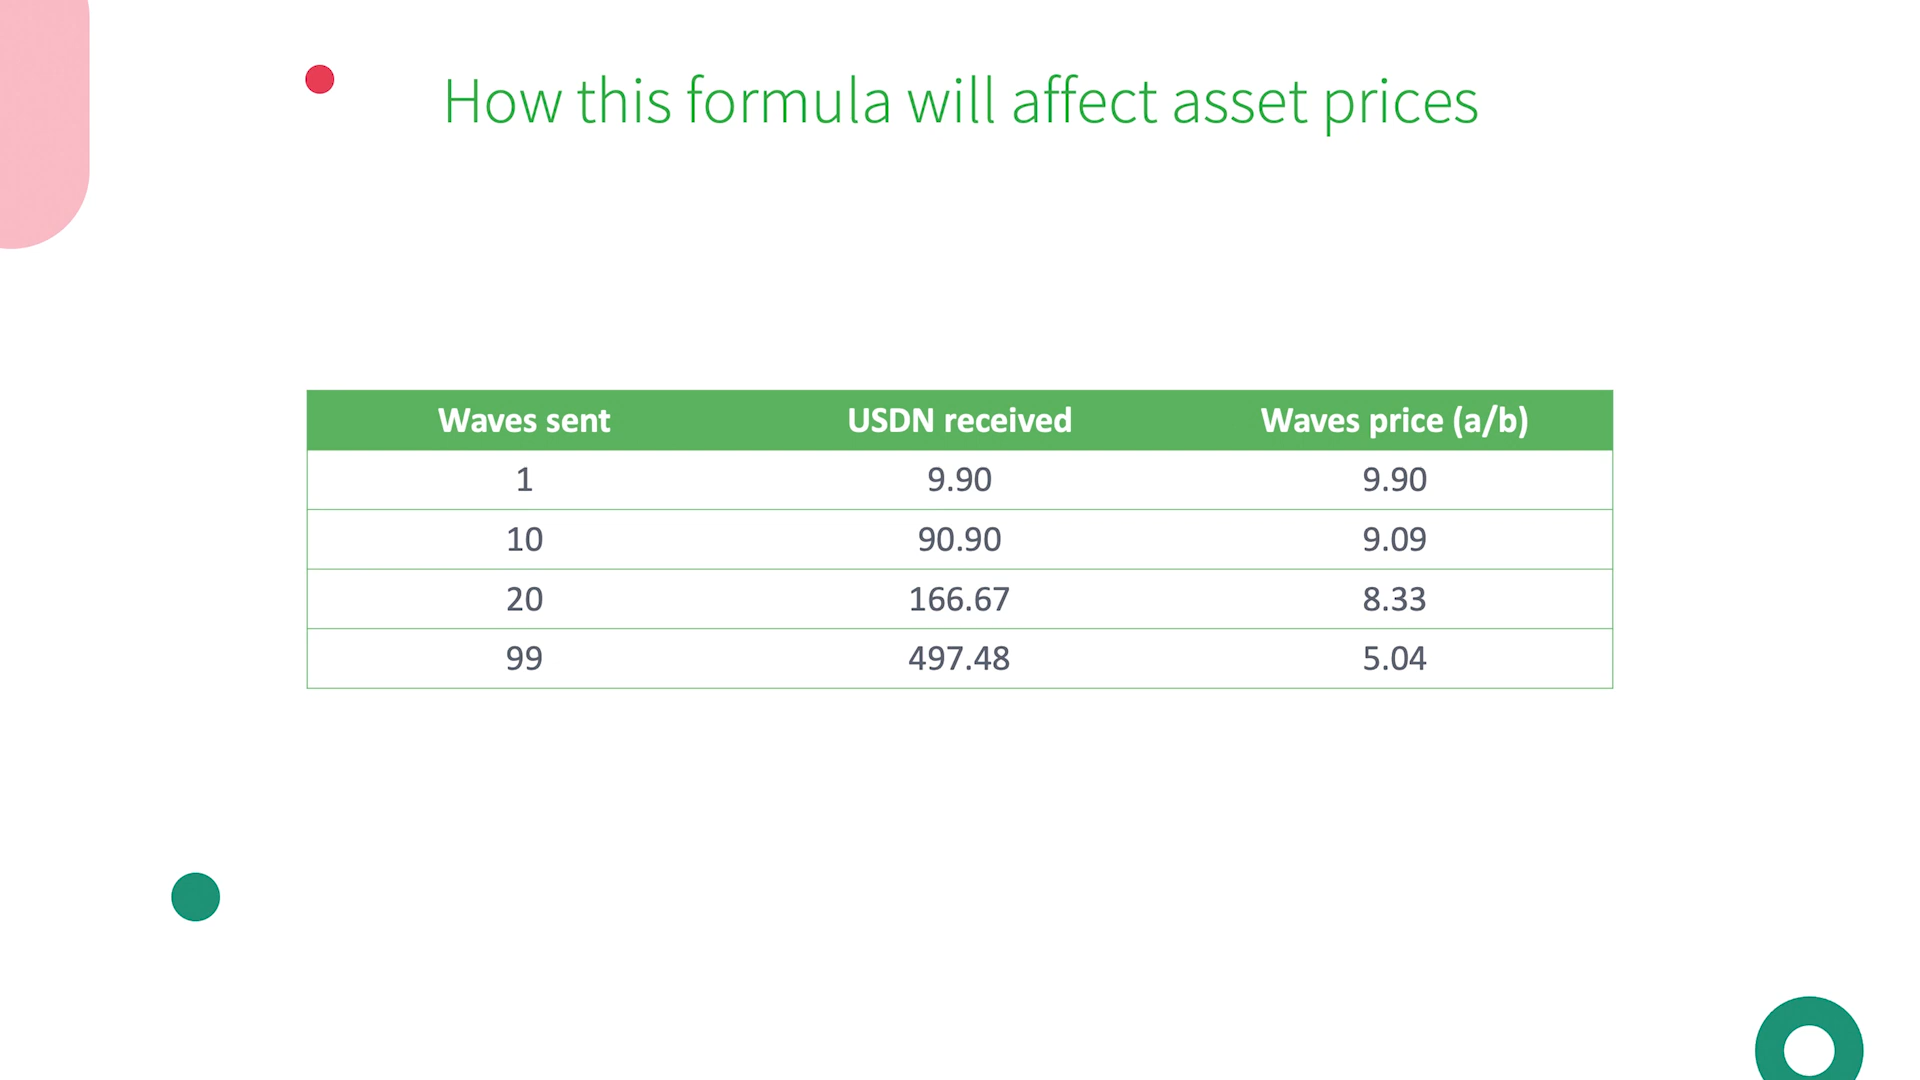 How this formula will affect asset prices
Waves sent USDN received Waves price (a/b)
1 9.90 9.90
10 90.90 9.09
20 166.67 8.33
99 497.48 5.04